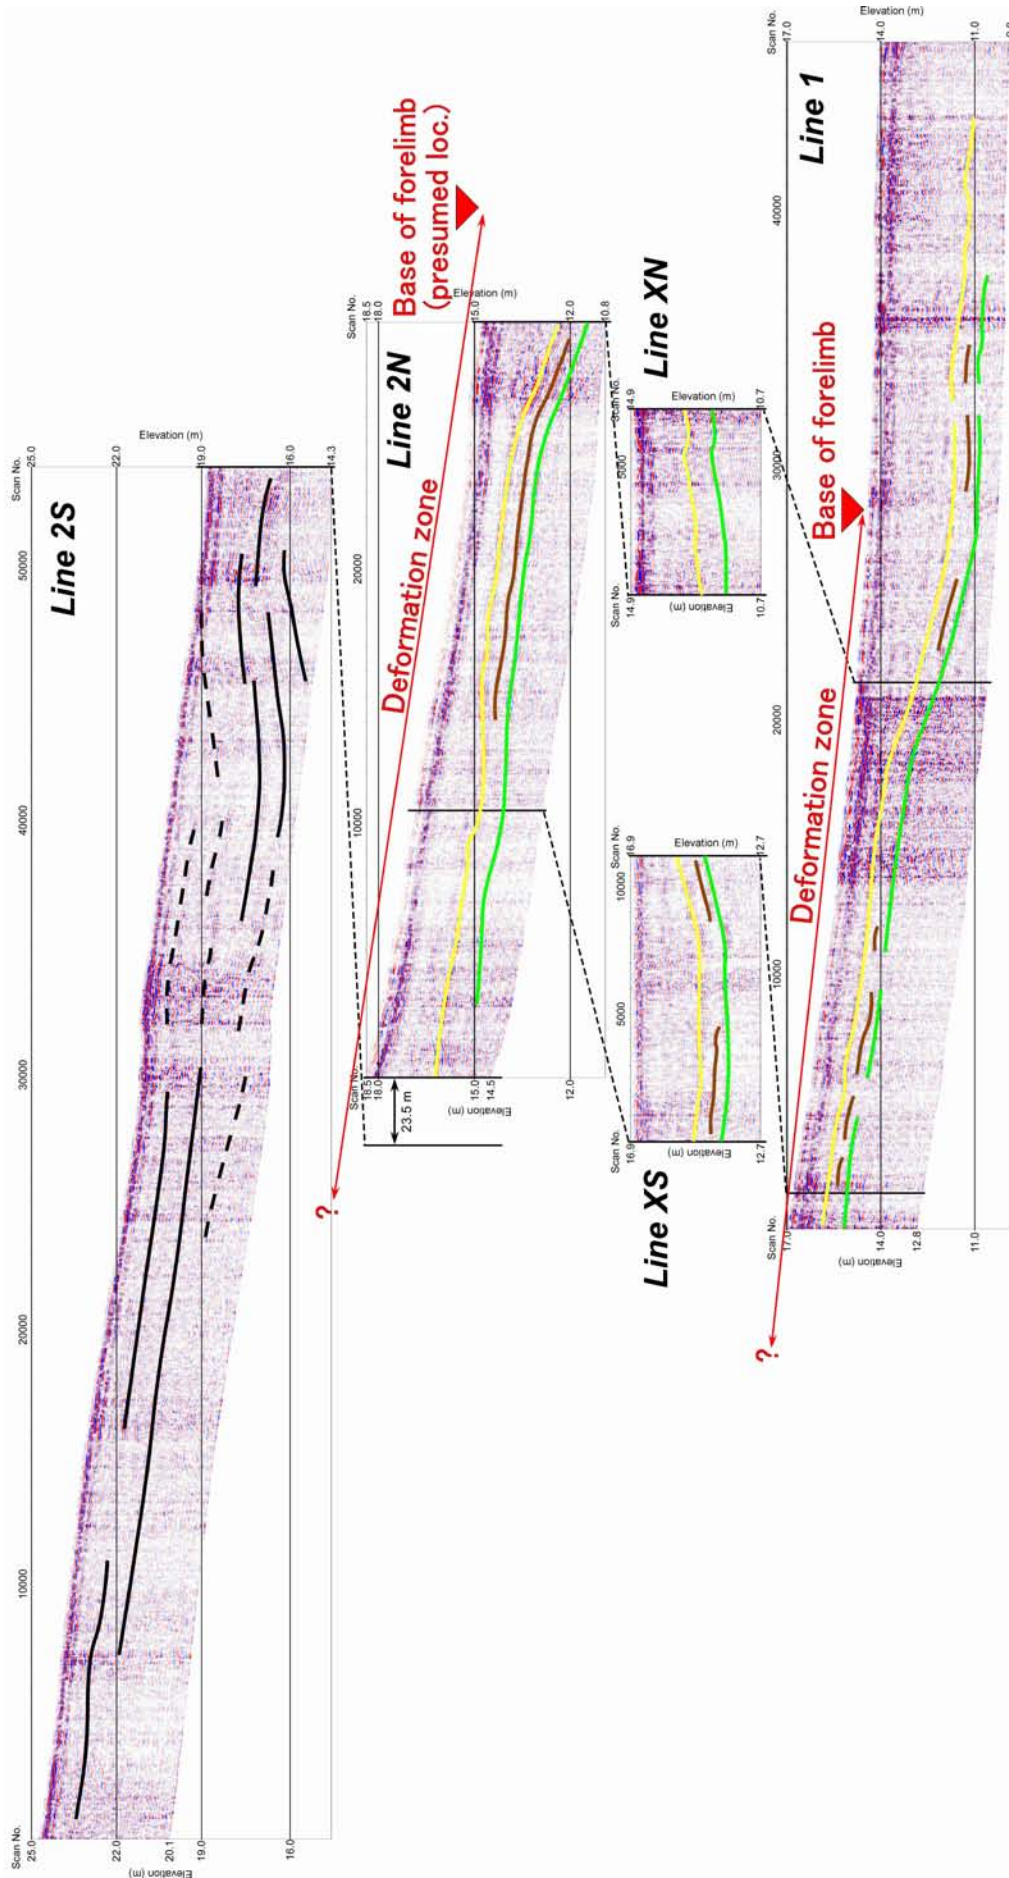 Line 2S
Scan No.
25.0
22.0
20.1
19.0
16.0
Elevation (m)
10000
20000
30000
40000
50000
Scan No.
25.0
22.0
19.0
16.0
14.3
Elevation (m)
Line 2N
Scan No.
18.5
18.0
15.0
14.5
12.0
Elevation (m)
23.5 m
10000
20000
Scan No.
18.5
18.0
15.0
12.0
10.8
Elevation (m)
?
Deformation zone
Base of forelimb
(presumed loc.)
Line XS
Scan No.
16.9
12.7
Elevation (m)
5000
10000
Scan No.
16.9
12.7
Elevation (m)
Line XN
Scan No.
14.9
10.7
Elevation (m)
5000
Scan No.
14.9
10.7
Elevation (m)
Line 1
Scan No.
17.0
14.0
12.8
11.0
Elevation (m)
10000
20000
30000
40000
Scan No.
17.0
14.0
11.0
Elevation (m)
?
Deformation zone
Base of forelimb